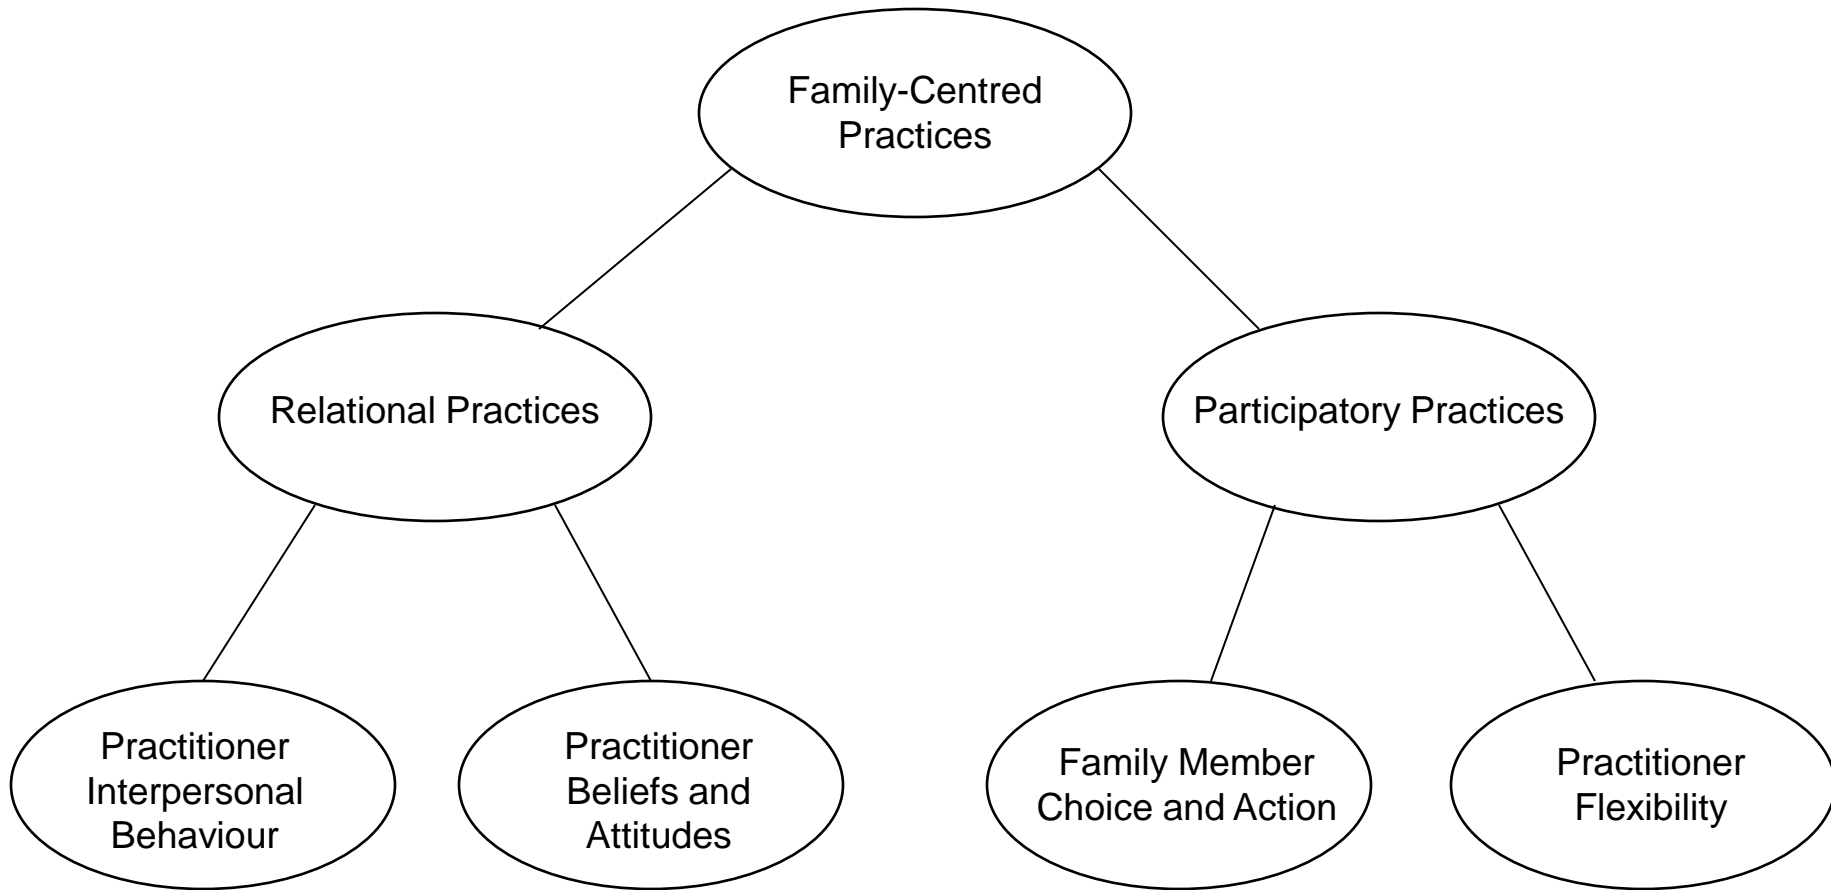 Family-Centred
Practices
Relational Practices
Participatory Practices
Practitioner
Interpersonal
Behaviour
Practitioner
Beliefs and
Attitudes
Family Member
Choice and Action
Practitioner
Flexibility